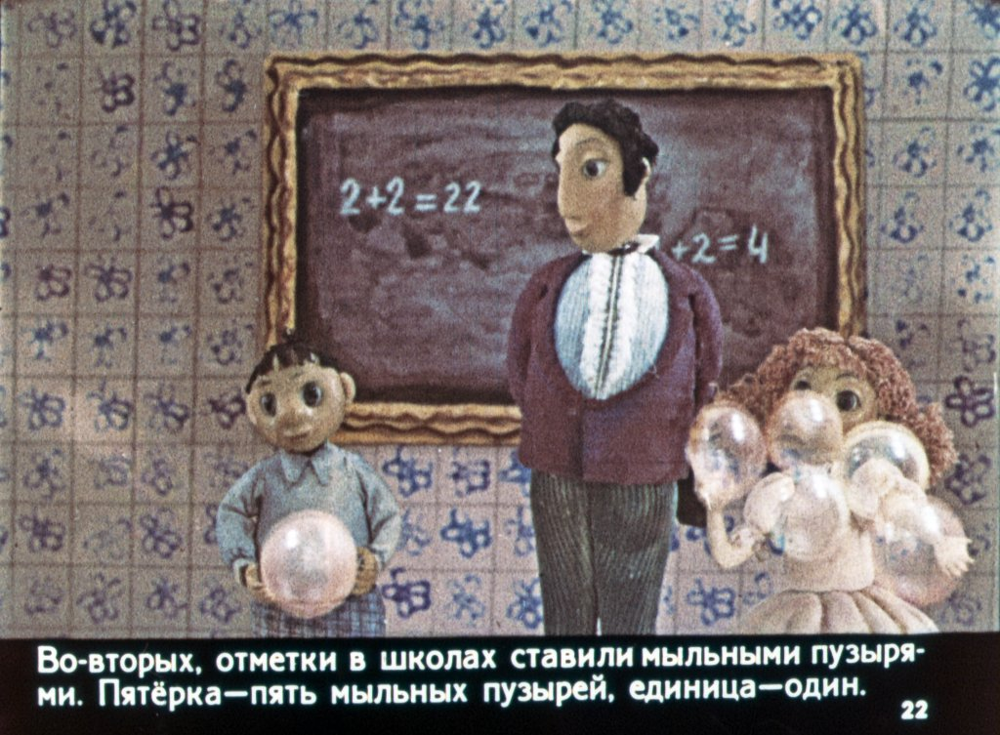 2+2=22
+2=4
Во-вторых, отметки в школах ставили мыльными пузыря-
ми. Пятёрка—пять мыльных пузырей, единица—один.
22